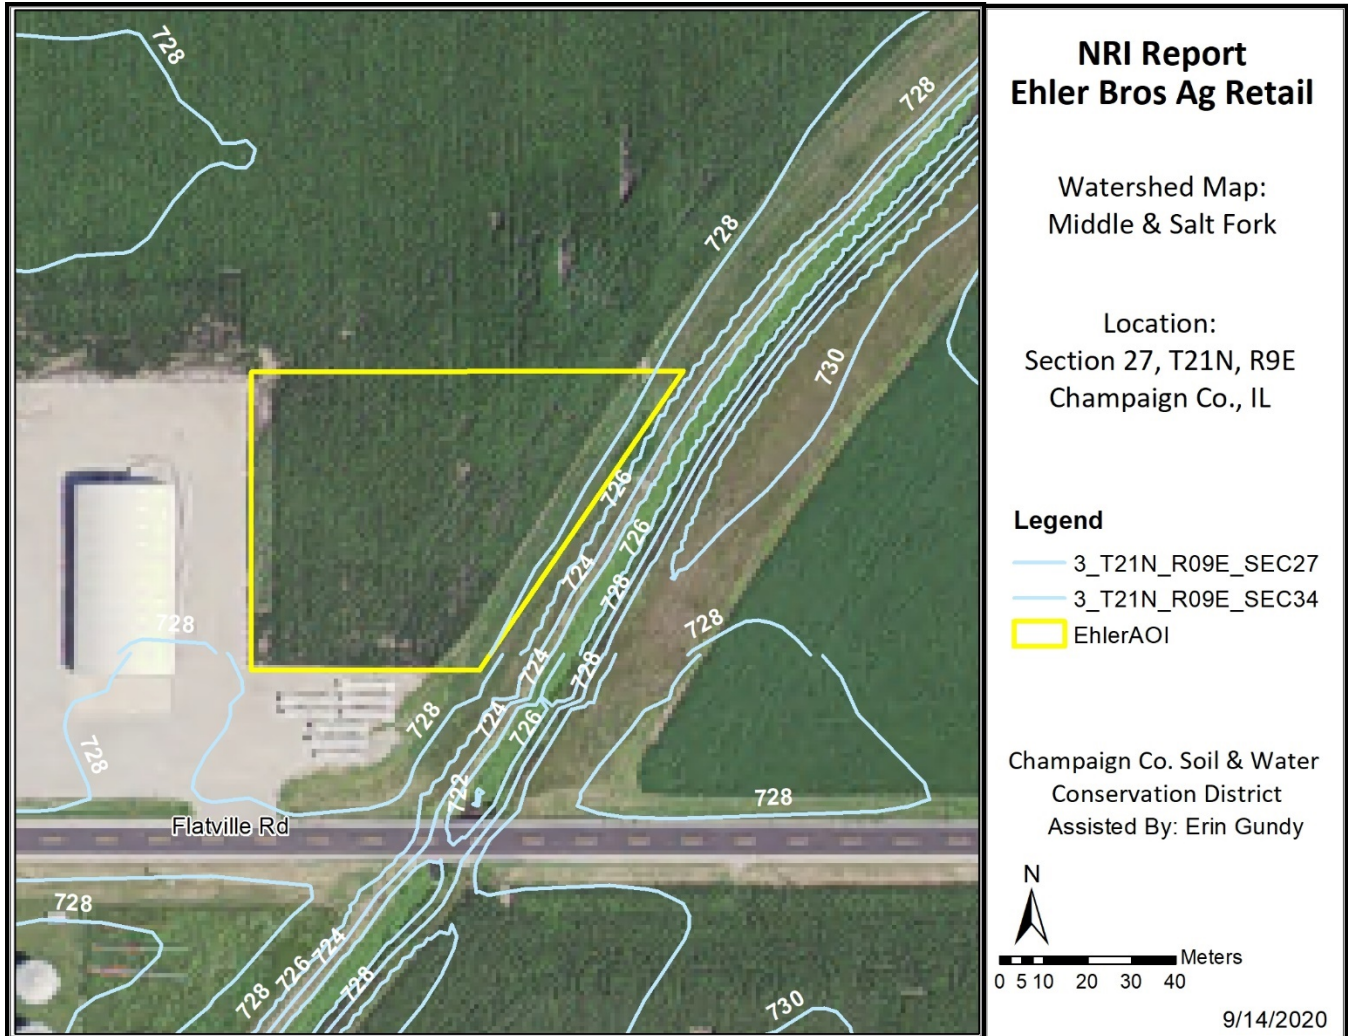 728
728
728
730
726
726
724
728
728
728
724
728
724
728
726
728
722
728
Flatville Rd
728
724
726
728
728
730
NRI Report
Ehler Bros Ag Retail
Watershed Map:
Middle & Salt Fork
Location:
Section 27, T21N, R9E
Champaign Co., IL
Legend
3_T21N_R09E_SEC27
3_T21N_R09E_SEC34
EhlerAOI
Champaign Co. Soil & Water
Conservation District
Assisted By: Erin Gundy
N
Meters
0 5 10 20 30 40
9/14/2020